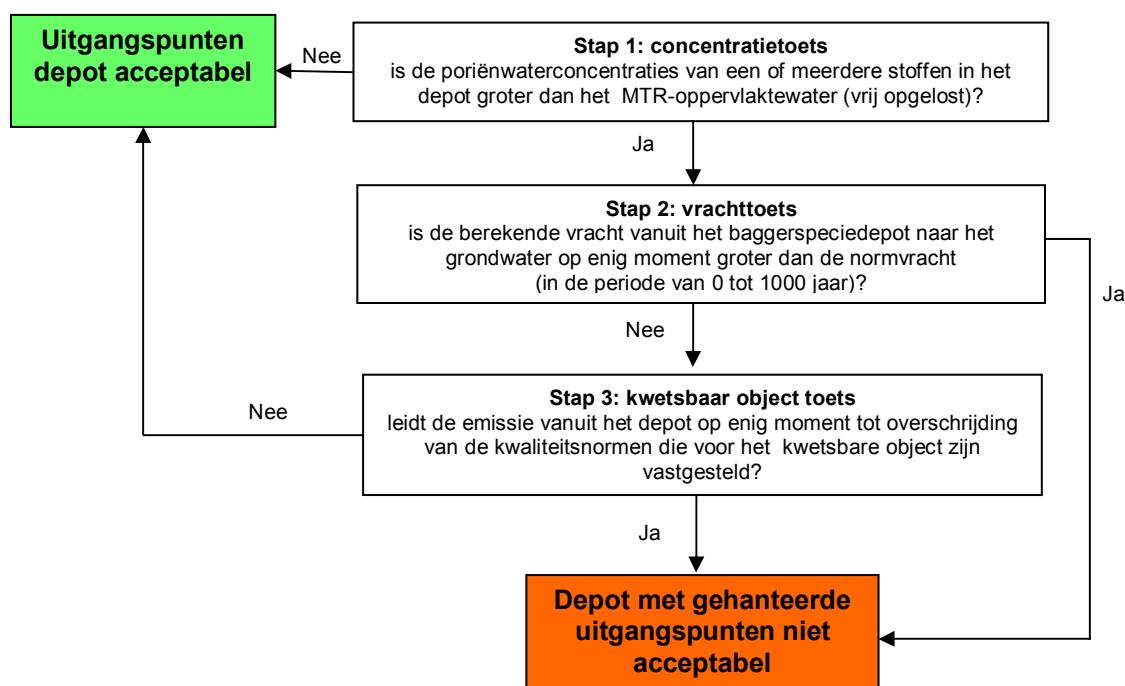 Uitgangspunten
depot acceptabel
Nee
Stap 1: concentratietoets
is de poriënwaterconcentraties van een of meerdere stoffen in het
depot groter dan het MTR-oppervlaktewater (vrij opgelost)?
Ja
Stap 2: vrachttoets
is de berekende vracht vanuit het baggerspeciedepot naar het
grondwater op enig moment groter dan de normvracht
(in de periode van 0 tot 1000 jaar)?
Ja
Nee
Stap 3: kwetsbaar object toets
leidt de emissie vanuit het depot op enig moment tot overschrijding
van de kwaliteitsnormen die voor het kwetsbare object zijn
vastgesteld?
Nee
Ja
Depot met gehanteerde
uitgangspunten niet
acceptabel